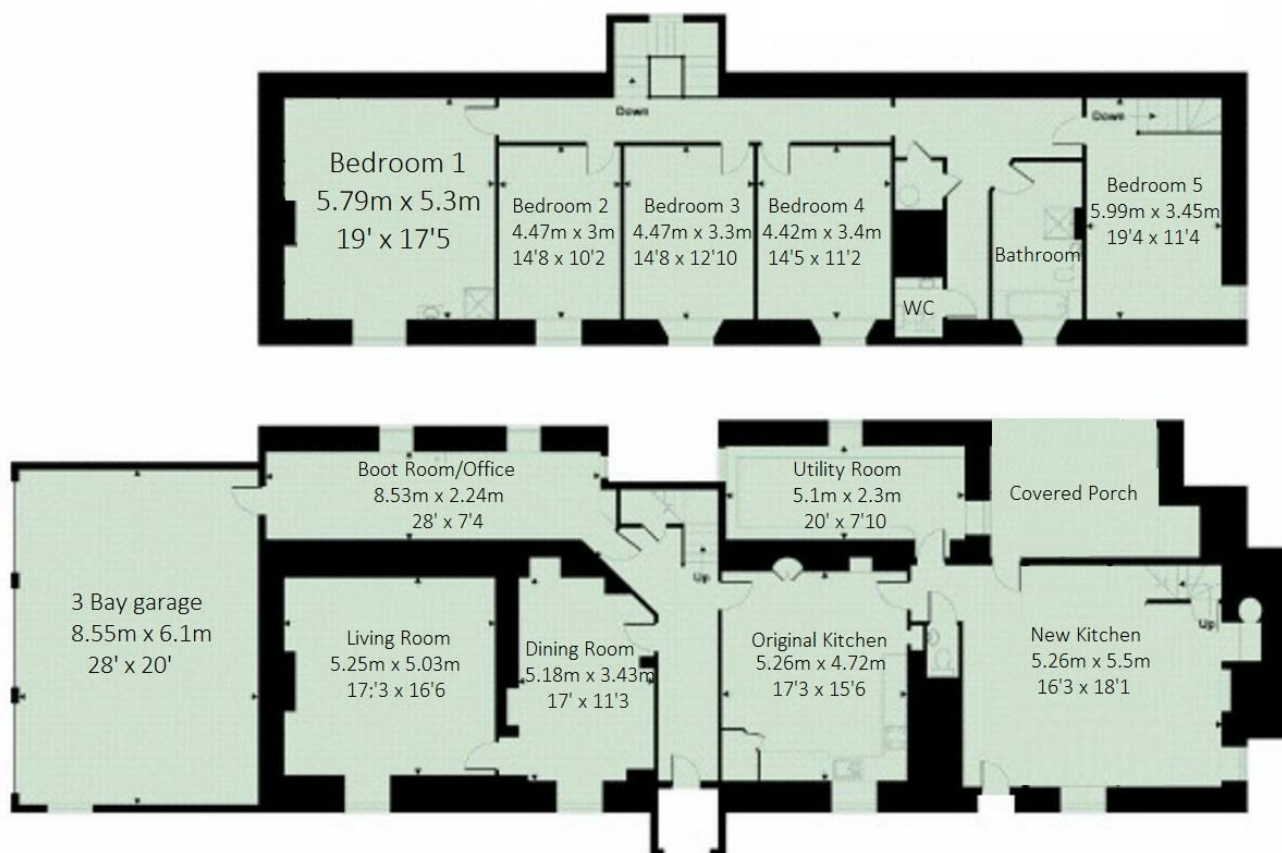 Down
Bedroom 1
5.79m x 5.3m
19' x 17'5
Bedroom 2
4.47m x 3m
14'8 x 10'2
Bedroom 3
4.47m x 3.3m
14'8 x 12'10
Bedroom 4
4.42m x 3.4m
14'5 x 11'2
WC
Bathroom
Down
Bedroom 5
5.99m x 3.45m
19'4 x 11'4
Boot Room/Office
8.53m x 2.24m
28' x 7'4
Utility Room
5.1m x 2.3m
20' x 7'10
Covered Porch
3 Bay garage
8.55m x 6.1m
28' x 20'
Living Room
5.25m x 5.03m
17;'3 x 16'6
Dining Room
5.18m x 3.43m
17' x 11'3
Up
Original Kitchen
5.26m x 4.72m
17'3 x 15'6
New Kitchen
5.26m x 5.5m
16'3 x 18'1
Up